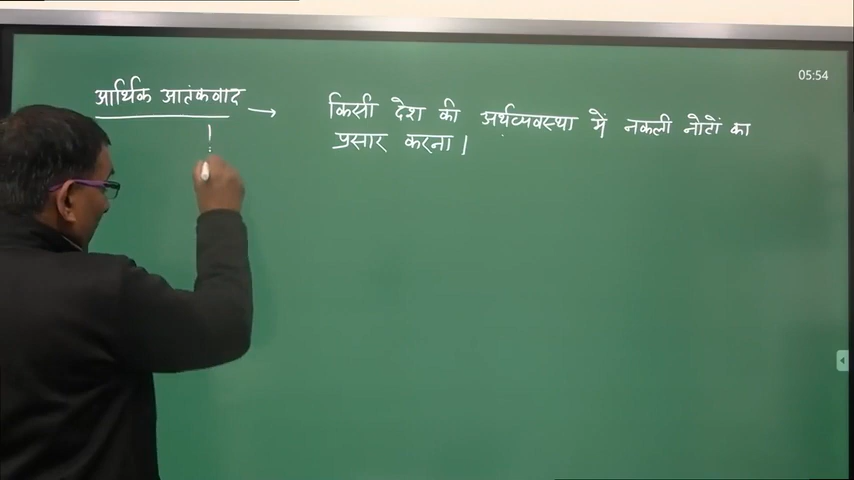 05:54
आर्थिक आतंकवाद →
किसी देश की अर्थव्यवस्था में नकली नोटों का
प्रसार करना।